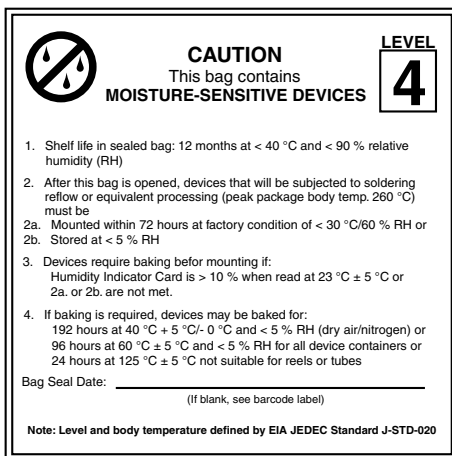 LEVEL
CAUTION
This bag contains
MOISTURE-SENSITIVE DEVICES
4
1. Shelf life in sealed bag: 12 months at < 40 °C and < 90 % relative
humidity (RH)
2. After this bag is opened, devices that will be subjected to soldering
reflow or equivalent processing (peak package body temp. 260 °C)
must be
2a. Mounted within 72 hours at factory condition of < 30 °C/60 % RH or
2b. Stored at < 5 % RH
3. Devices require baking befor mounting if:
Humidity Indicator Card is > 10 % when read at 23 °C ± 5 °C or
2a. or 2b. are not met.
4. If baking is required, devices may be baked for:
192 hours at 40 °C + 5 °C/- 0 °C and < 5 % RH (dry air/nitrogen) or
96 hours at 60 °C ± 5 °C and < 5 % RH for all device containers or
24 hours at 125 °C ± 5 °C not suitable for reels or tubes
Bag Seal Date:
(If blank, see barcode label)
Note: Level and body temperature defined by EIA JEDEC Standard J-STD-020